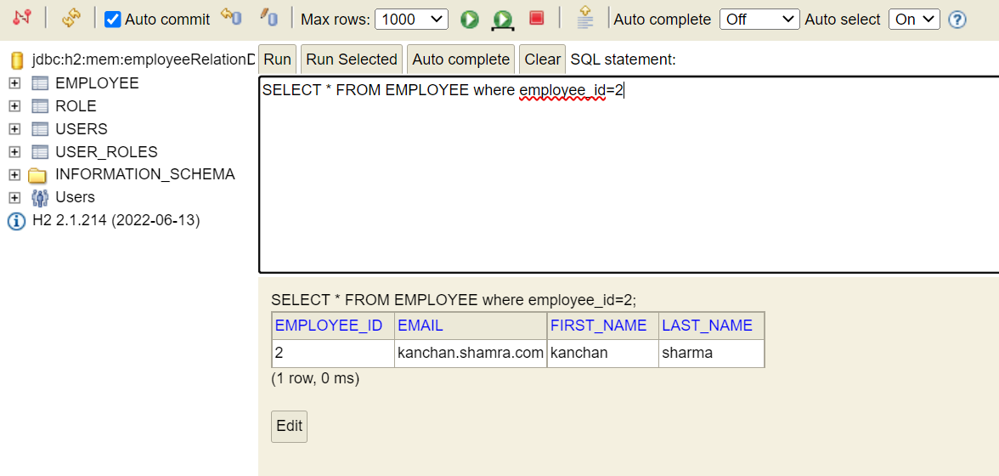 Auto commit Max rows: 1000 Auto complete Off Auto select On
jdbc:h2:mem:employeeRelationD
EMPLOYEE
ROLE
USERS
USER_ROLES
INFORMATION_SCHEMA
Users
H2 2.1.214 (2022-06-13)
Run Run Selected Auto complete Clear SQL statement:
SELECT * FROM EMPLOYEE where employee_id=2
SELECT * FROM EMPLOYEE where employee_id=2;
EMPLOYEE_ID EMAIL FIRST_NAME LAST_NAME
2 kanchan.shamra.com kanchan sharma
(1 row, 0 ms)
Edit